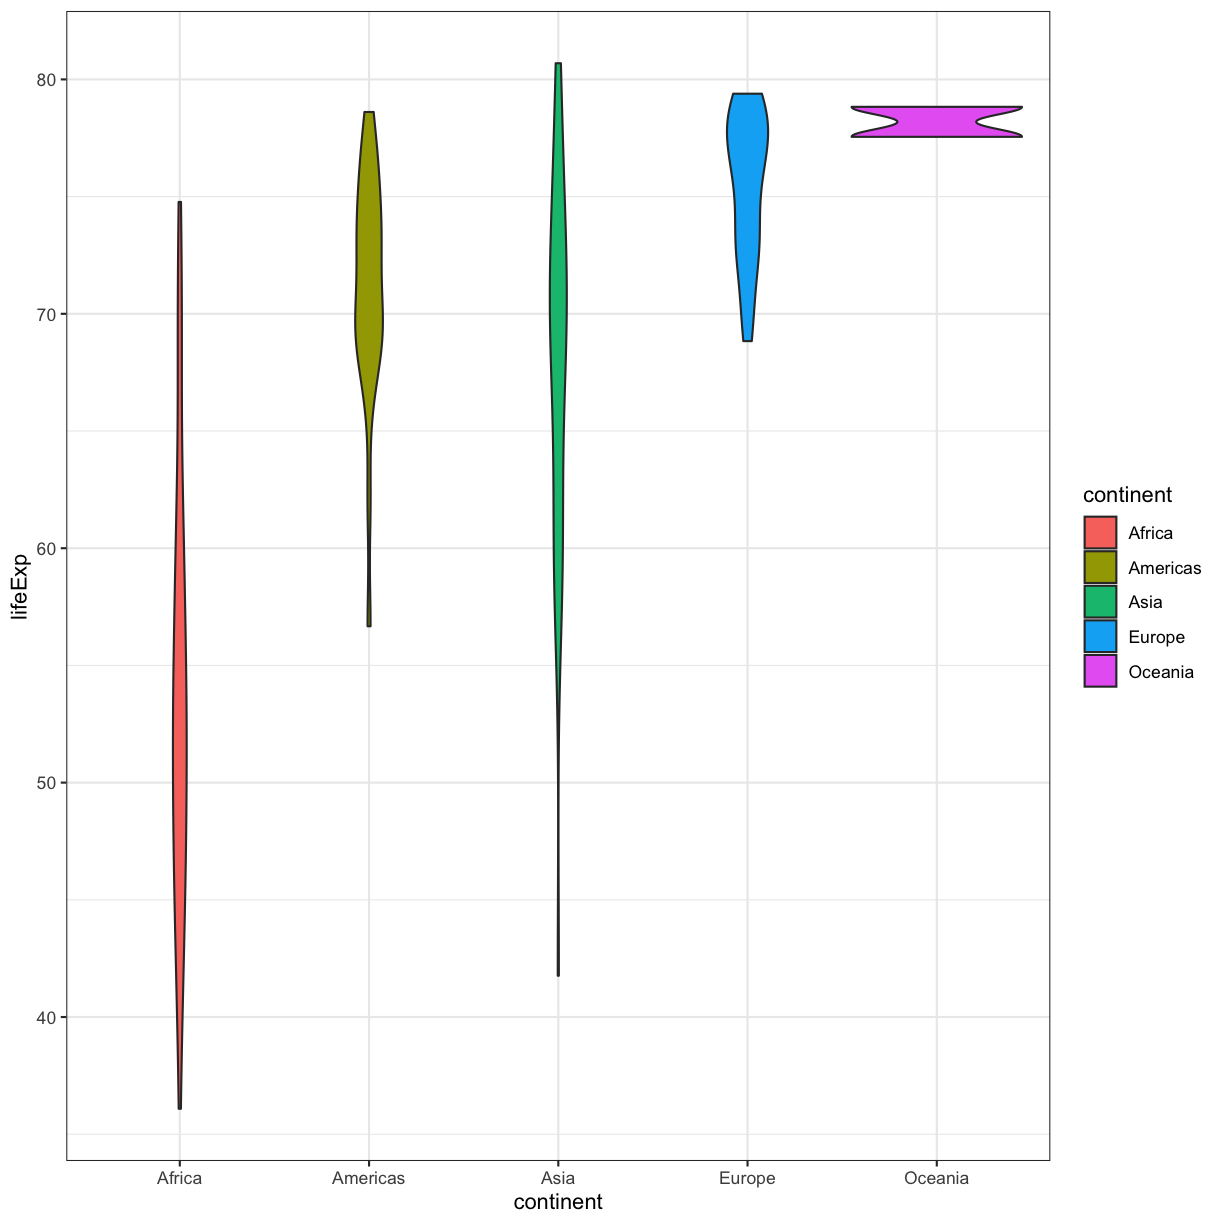 80
70
60
50
40
lifeExp
Africa
Americas
Asia
Europe
Oceania
continent
continent
Africa
Americas
Asia
Europe
Oceania